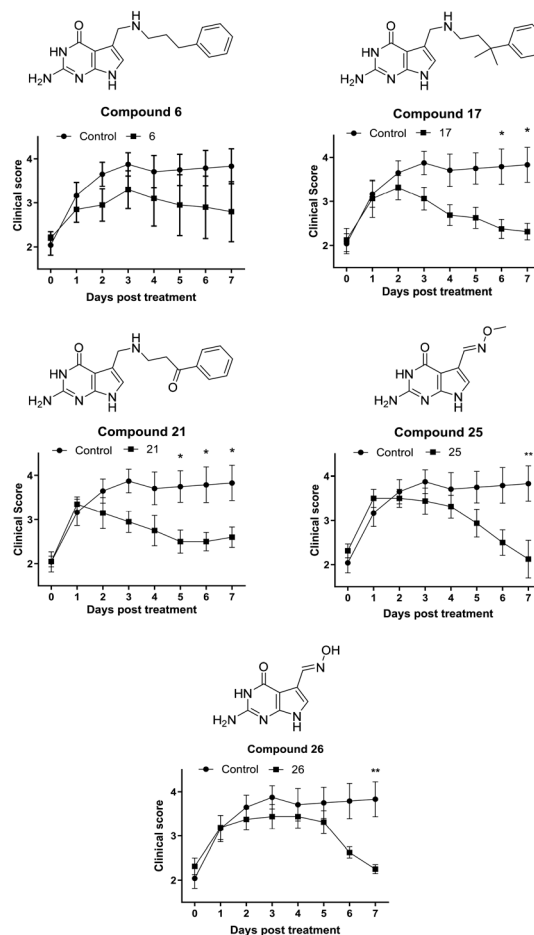 O
HN
H2N
N
N
H
H
N
Compound 6
Control
6
Clinical score
4
3
2
0 1 2 3 4 5 6 7
Days post treatment
O
HN
H2N
N
N
H
H
N
Compound 17
Control
17
* *
Clinical Score
4
3
2
0 1 2 3 4 5 6 7
Days post treatment
O
HN
H2N
N
N
H
H
N
O
Compound 21
Control
21
* * *
Clinical score
4
3
2
0 1 2 3 4 5 6 7
Days post treatment
O
HN
H2N
N
N
H
N
O
Compound 25
Control
25
**
Clinical score
4
3
2
0 1 2 3 4 5 6 7
Days post treatment
O
HN
H2N
N
N
H
N
OH
Compound 26
Control
26
**
Clinical score
4
3
2
0 1 2 3 4 5 6 7
Days post treatment